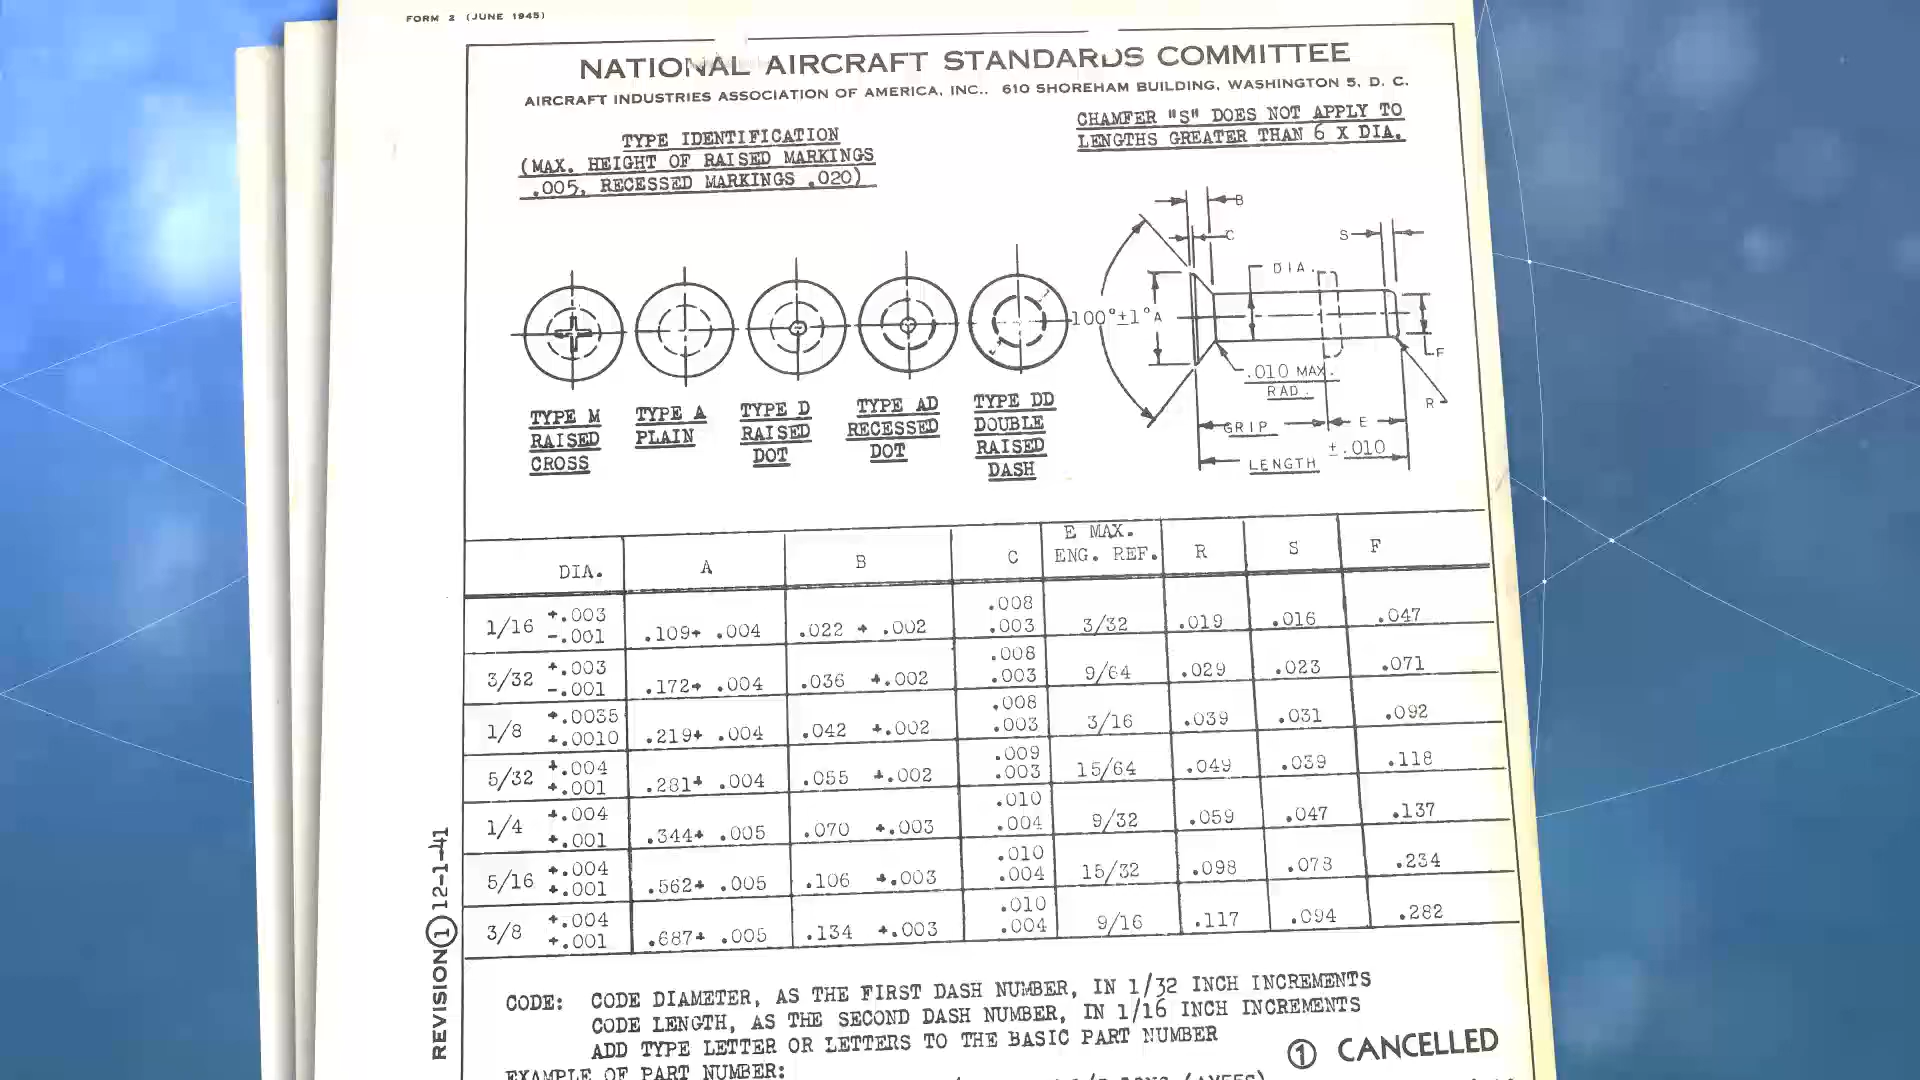 FORM 2 (JUNE 1945)
NATIONAL AIRCRAFT STANDARDS COMMITTEE
AIRCRAFT INDUSTRIES ASSOCIATION OF AMERICA, INC., 610 SHOREHAM BUILDING, WASHINGTON 5, D. C.
TYPE IDENTIFICATION
(MAX. HEIGHT OF RAISED MARKINGS
.005, RECESSED MARKINGS .020)
CHAMFER "S" DOES NOT APPLY TO
LENGTHS GREATER THAN 6 X DIA.
B
C
S
DIA.
100°±1°
A
F
.010 MAX.
RAD.
R
GRIP
E
±.010
LENGTH
TYPE M
RAISED
CROSS
TYPE A
PLAIN
TYPE D
RAISED
DOT
TYPE AD
RECESSED
DOT
TYPE DD
DOUBLE
RAISED
DASH
DIA. A B C E MAX. ENG. REF. R S F
1/16 +.003 -.001 .109+ .004 .022 + .002 .008 .003 3/32 .019 .016 .047
3/32 +.003 -.001 .172+ .004 .036 +.002 .008 .003 9/64 .029 .023 .071
1/8 +.0035 +.0010 .219+ .004 .042 +.002 .008 .003 3/16 .039 .031 .092
5/32 +.004 +.001 .281+ .004 .055 +.002 .009 .003 15/64 .049 .039 .118
1/4 +.004 +.001 .344+ .005 .070 +.003 .010 .004 9/32 .059 .047 .137
5/16 +.004 +.001 .562+ .005 .106 +.003 .010 .004 15/32 .098 .078 .234
3/8 +.004 +.001 .687+ .005 .134 +.003 .010 .004 9/16 .117 .094 .282
REVISION 1 12-1-41
CODE: CODE DIAMETER, AS THE FIRST DASH NUMBER, IN 1/32 INCH INCREMENTS
CODE LENGTH, AS THE SECOND DASH NUMBER, IN 1/16 INCH INCREMENTS
ADD TYPE LETTER OR LETTERS TO THE BASIC PART NUMBER
1 CANCELLED
EXAMPLE OF PART NUMBER: